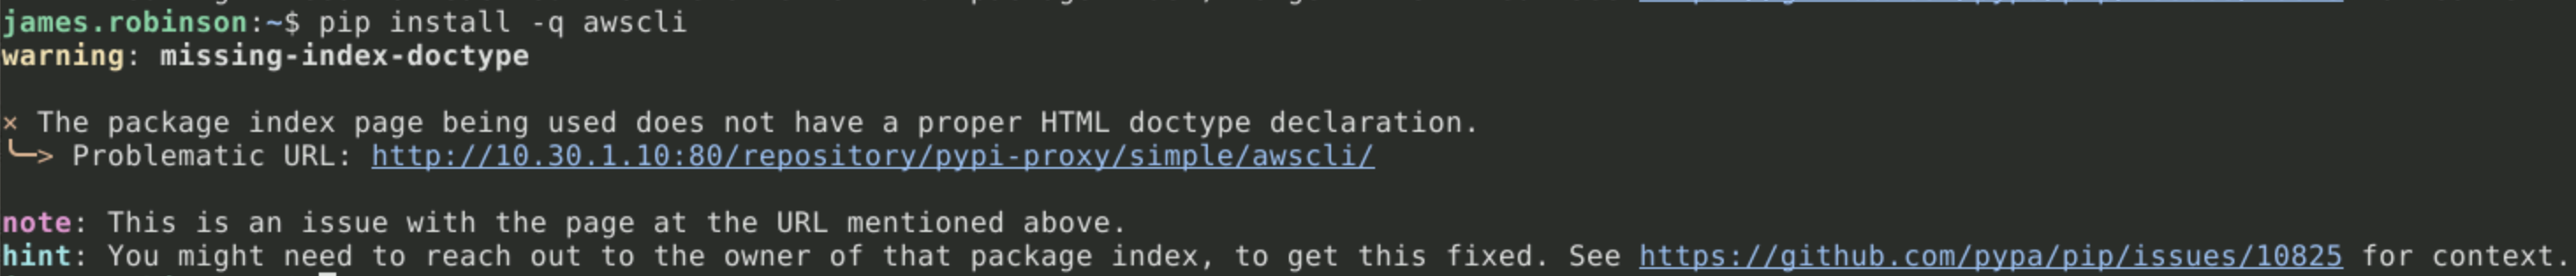 james.robinson:~$ pip install -q awscli
warning: missing-index-doctype
× The package index page being used does not have a proper HTML doctype declaration.
╰─> Problematic URL: http://10.30.1.10:80/repository/pypi-proxy/simple/awscli/
note: This is an issue with the page at the URL mentioned above.
hint: You might need to reach out to the owner of that package index, to get this fixed. See https://github.com/pypa/pip/issues/10825 for context.